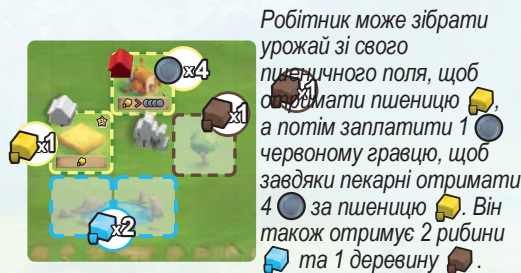 x4
x1
x1
x2
Робітник може зібрати
урожай зі свого
пшеничного поля, щоб
отримати пшеницю ,
а потім заплатити 1
червоному гравцю, щоб
завдяки пекарні отримати
4 за пшеницю . Він
також отримує 2 рибини
та 1 деревину .